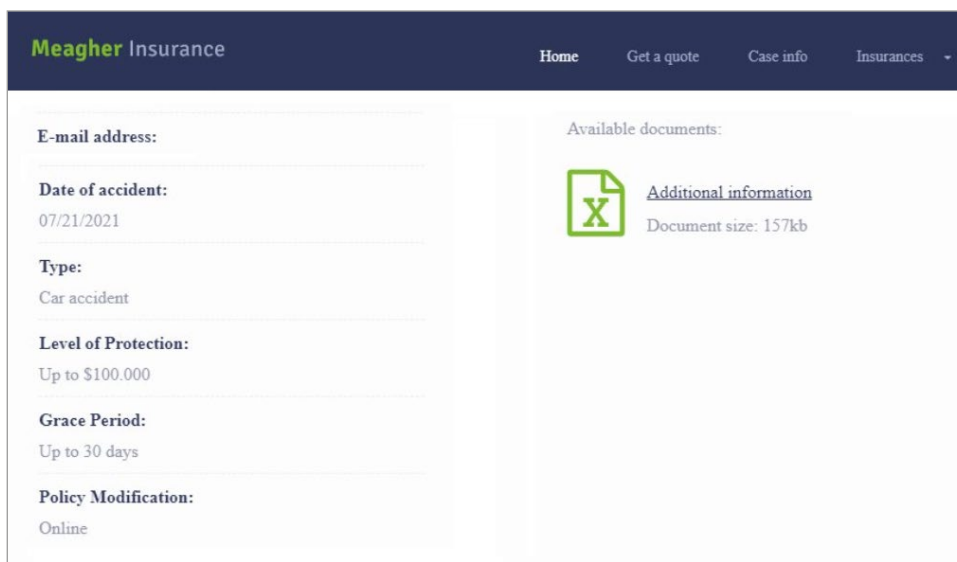 Meagher Insurance
Home Get a quote Case info Insurances
E-mail address:
Date of accident:
07/21/2021
Type:
Car accident
Level of Protection:
Up to $100.000
Grace Period:
Up to 30 days
Policy Modification:
Online
Available documents:
X
Additional information
Document size: 157kb